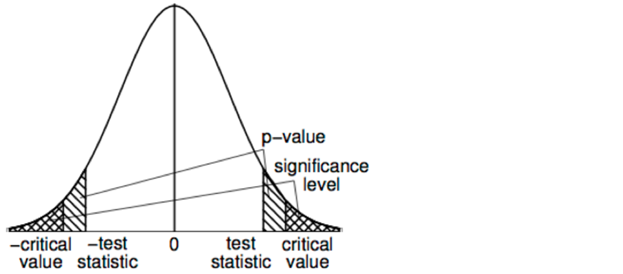 p−value
significance
level
−critical
value
−test
statistic
0
test
statistic
critical
value